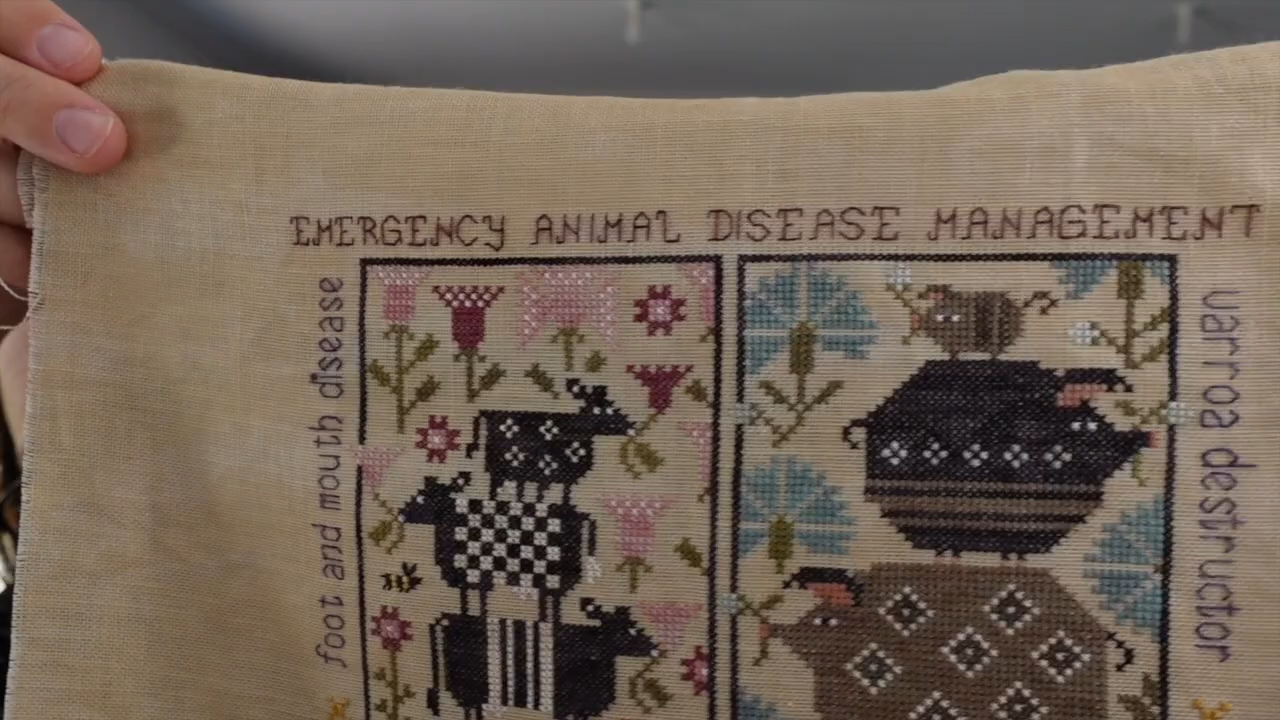 EMERGENCY ANIMAL DISEASE MANAGEMENT
foot and mouth disease
varroa destructor